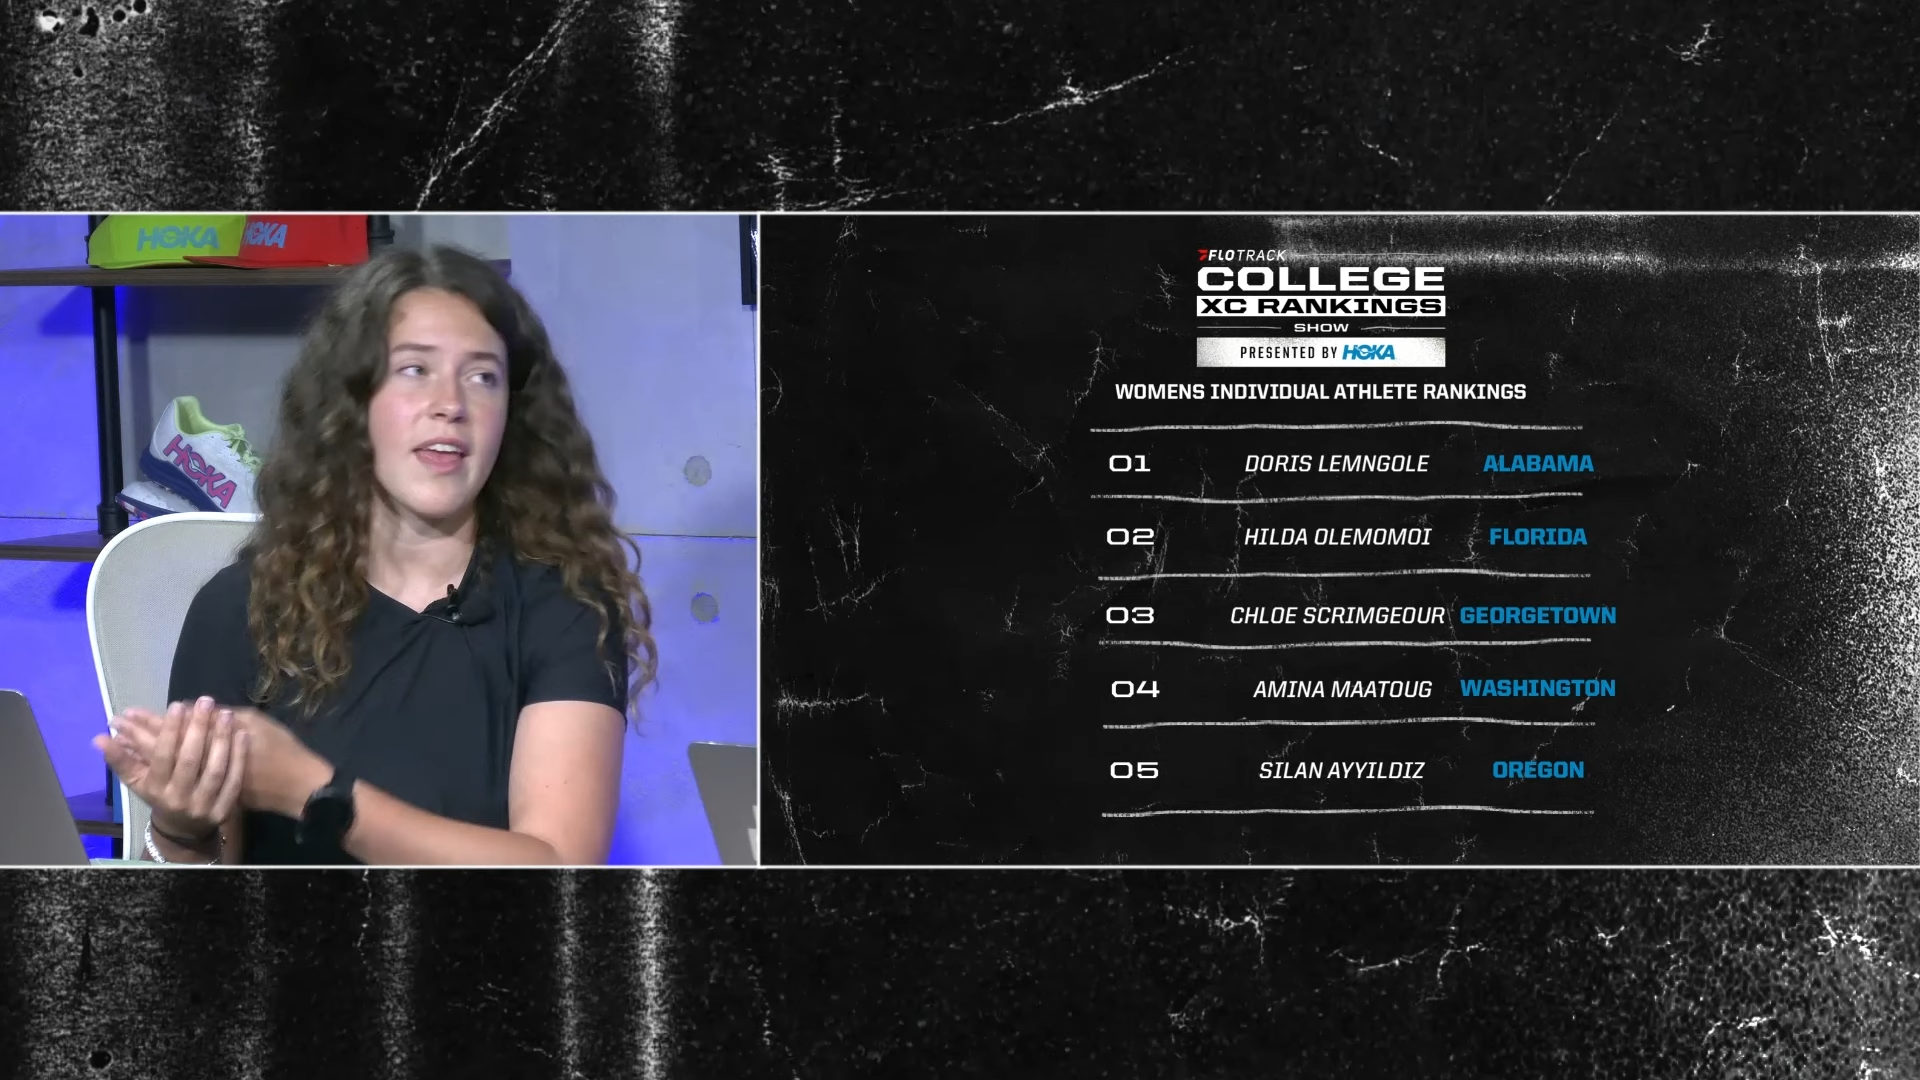 HOKA
HOKA
HOKA
FLOTRACK
COLLEGE
XC RANKINGS
SHOW
PRESENTED BY HOKA
WOMENS INDIVIDUAL ATHLETE RANKINGS
01 DORIS LEMNGOLE ALABAMA
02 HILDA OLEMOMOI FLORIDA
03 CHLOE SCRIMGEOUR GEORGETOWN
04 AMINA MAATOUG WASHINGTON
05 SILAN AYYILDIZ OREGON